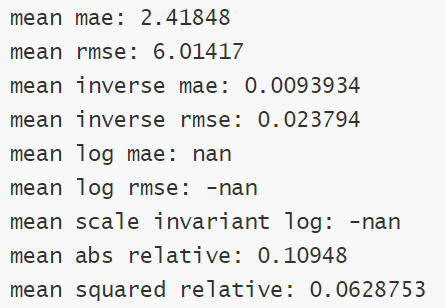 mean mae: 2.41848
mean rmse: 6.01417
mean inverse mae: 0.0093934
mean inverse rmse: 0.023794
mean log mae: nan
mean log rmse: -nan
mean scale invariant log: -nan
mean abs relative: 0.10948
mean squared relative: 0.0628753